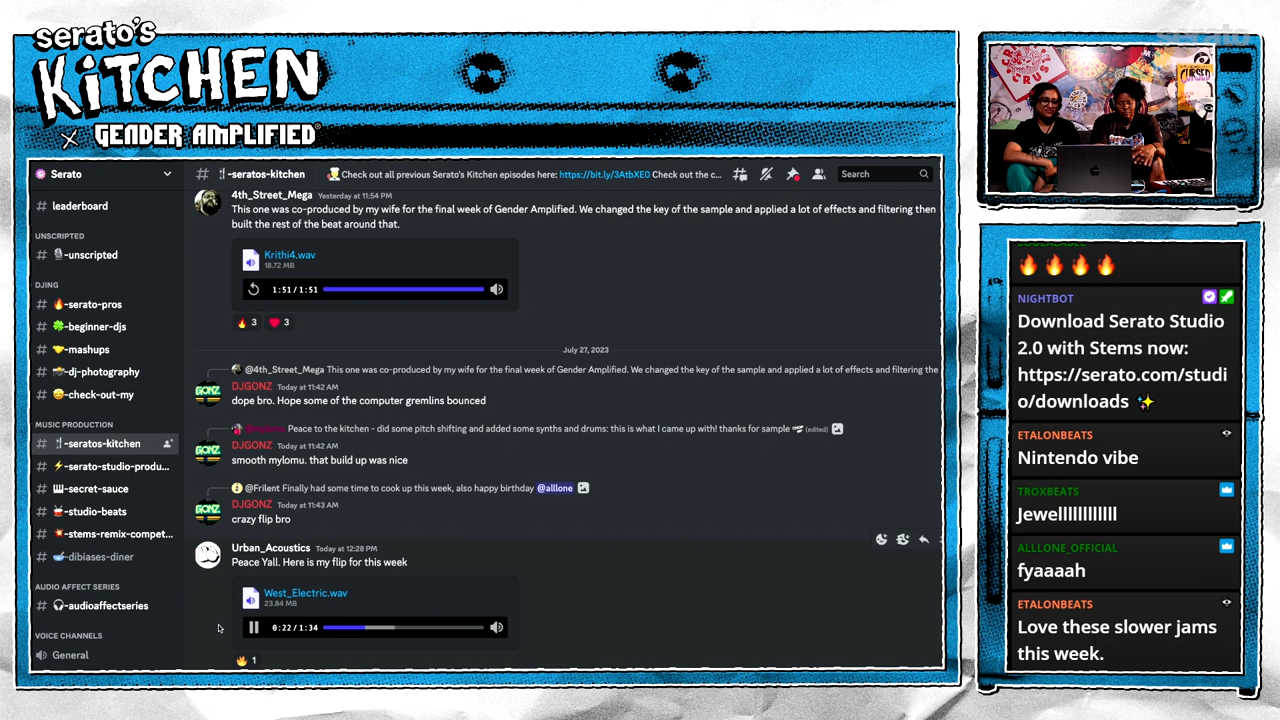 serato's
KITCHEN
X GENDER AMPLIFIED
Serato
leaderboard
UNSCRIPTED
-unscripted
DJING
-serato-pros
-beginner-djs
-mashups
-dj-photography
-check-out-my
MUSIC PRODUCTION
-seratos-kitchen
-serato-studio-produ...
-secret-sauce
-studio-beats
-stems-remix-compet...
-dibiases-diner
AUDIO AFFECT SERIES
-audioaffectseries
VOICE CHANNELS
General
# -seratos-kitchen
Check out all previous Serato's Kitchen episodes here: https://bit.ly/3AtbXE0 Check out the c...
Search
4th_Street_Mega Yesterday at 11:54 PM
This one was co-produced by my wife for the final week of Gender Amplified. We changed the key of the sample and applied a lot of effects and filtering then
built the rest of the beat around that.
Krithi4.wav
18.72 MB
1:51 / 1:51
🔥 3 ❤️ 3
July 27, 2023
@4th_Street_Mega This one was co-produced by my wife for the final week of Gender Amplified. We changed the key of the sample and applied a lot of effects and filtering the
DJGONZ Today at 11:42 AM
dope bro. Hope some of the computer gremlins bounced
Peace to the kitchen - did some pitch shifting and added some synths and drums: this is what I came up with! thanks for sample (edited)
DJGONZ Today at 11:42 AM
smooth mylomu. that build up was nice
@Frilent Finally had some time to cook up this week, also happy birthday @allone
DJGONZ Today at 11:43 AM
crazy flip bro
Urban_Acoustics Today at 12:28 PM
Peace Yall. Here is my flip for this week
West_Electric.wav
23.84 MB
0:22 / 1:34
🔥 1
GONZ
GONZ
GONZ
serato
CURSED
🔥 🔥 🔥 🔥
NIGHTBOT
Download Serato Studio
2.0 with Stems now:
https://serato.com/studi
o/downloads ✨
ETALONBEATS
Nintendo vibe
TROXBEATS
Jewelllllllllllll
ALLLONE_OFFICIAL
fyaaaah
ETALONBEATS
Love these slower jams
this week.